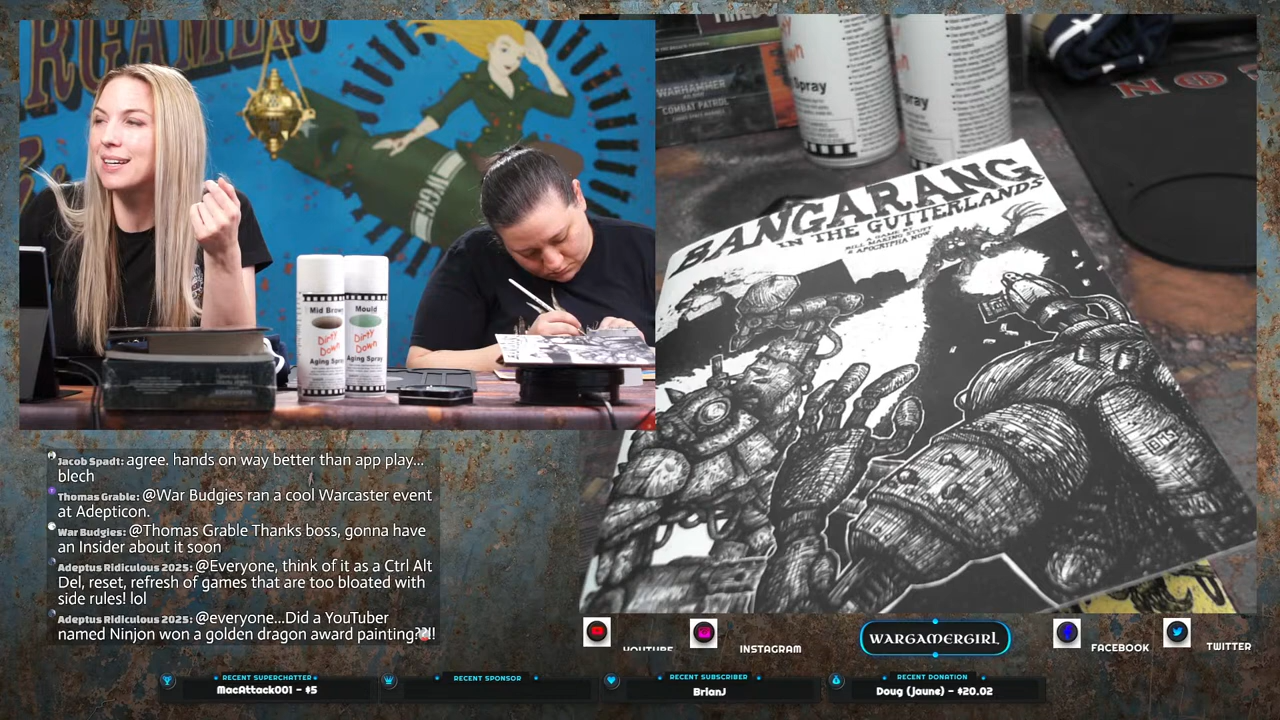 RGAMER
WGG
Mid Brown
Dirty
Down
Aging Spray
Mould
Dirty
Down
Aging Spray
WARHAMMER
COMBAT PATROL
Spray
Spray
BANGARANG
IN THE GUTTERLANDS
& APOCRYPHA NOW
Jacob Spadt: agree. hands on way better than app play...
blech
Thomas Grable: @War Budgies ran a cool Warcaster event
at Adepticon.
War Budgies: @Thomas Grable Thanks boss, gonna have
an Insider about it soon
Adeptus Ridiculous 2025: @Everyone, think of it as a Ctrl Alt
Del, reset, refresh of games that are too bloated with
side rules! lol
Adeptus Ridiculous 2025: @everyone...Did a YouTuber
named Ninjon won a golden dragon award painting??!!
YOUTUBE
INSTAGRAM
WARGAMERGIRL
FACEBOOK
TWITTER
RECENT SUPERCHATTER
MacAttack001 - $5
RECENT SPONSOR
RECENT SUBSCRIBER
BrianJ
RECENT DONATION
Doug (Jaune) - $20.02